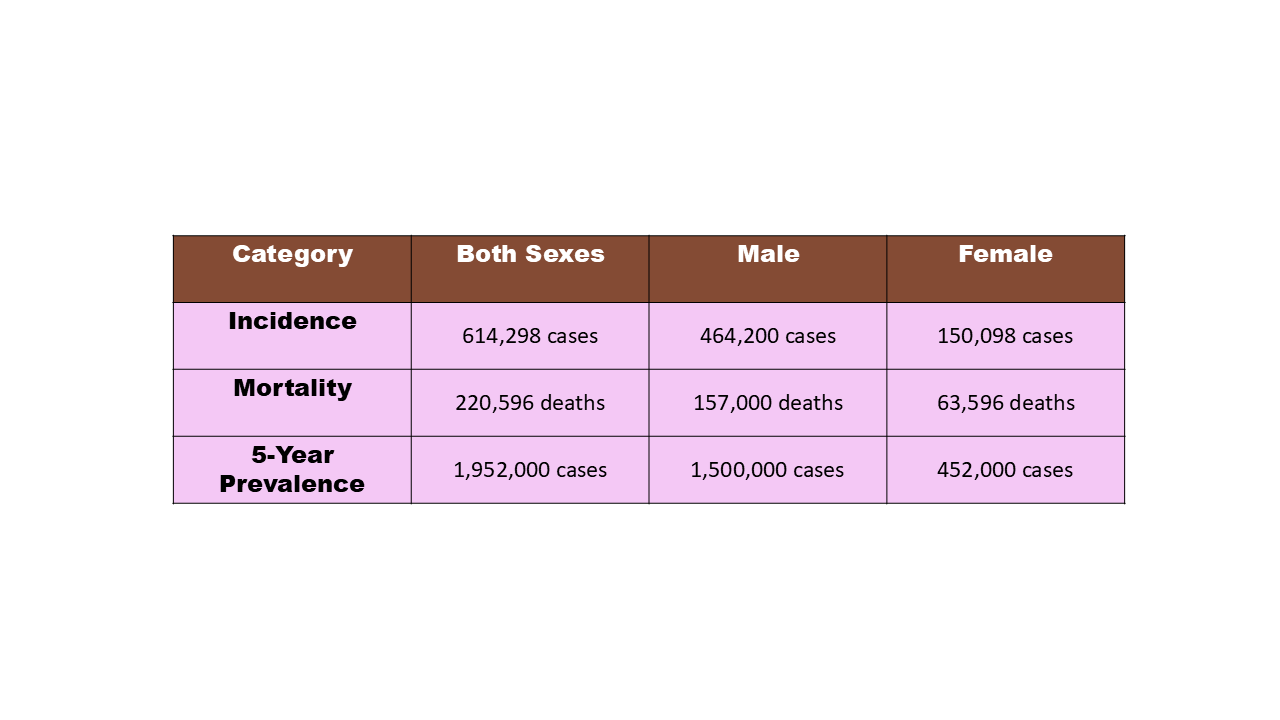 Category Both Sexes Male Female
Incidence 614,298 cases 464,200 cases 150,098 cases
Mortality 220,596 deaths 157,000 deaths 63,596 deaths
5-Year
Prevalence 1,952,000 cases 1,500,000 cases 452,000 cases